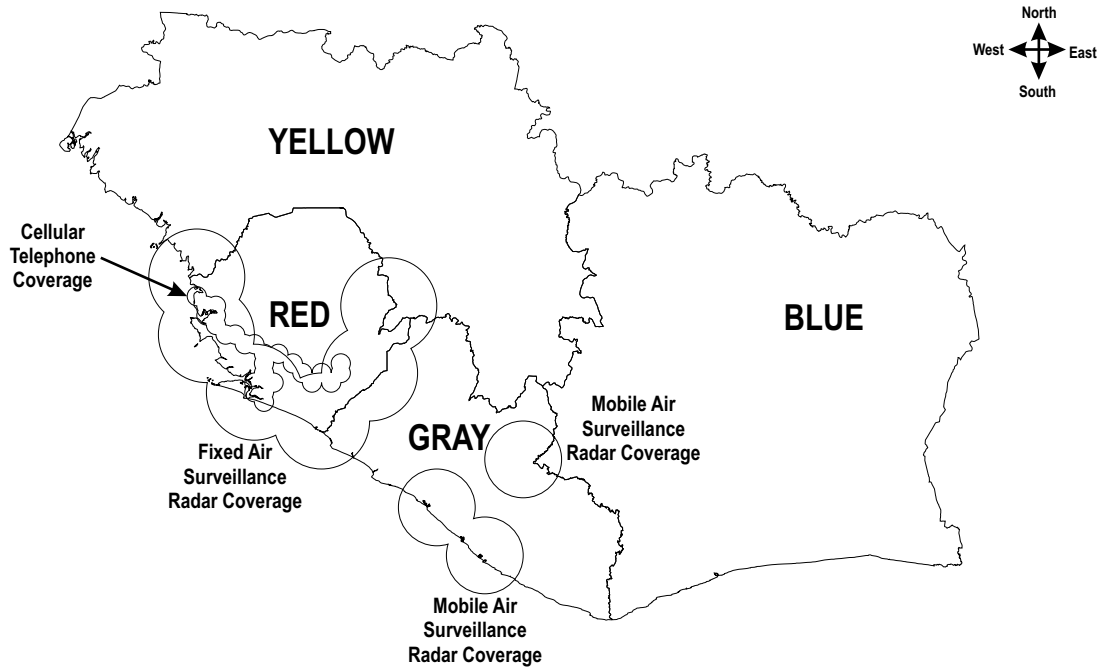 North
West
East
South
YELLOW
Cellular
Telephone
Coverage
RED
BLUE
Mobile Air
Surveillance
Radar Coverage
GRAY
Fixed Air
Surveillance
Radar Coverage
Mobile Air
Surveillance
Radar Coverage